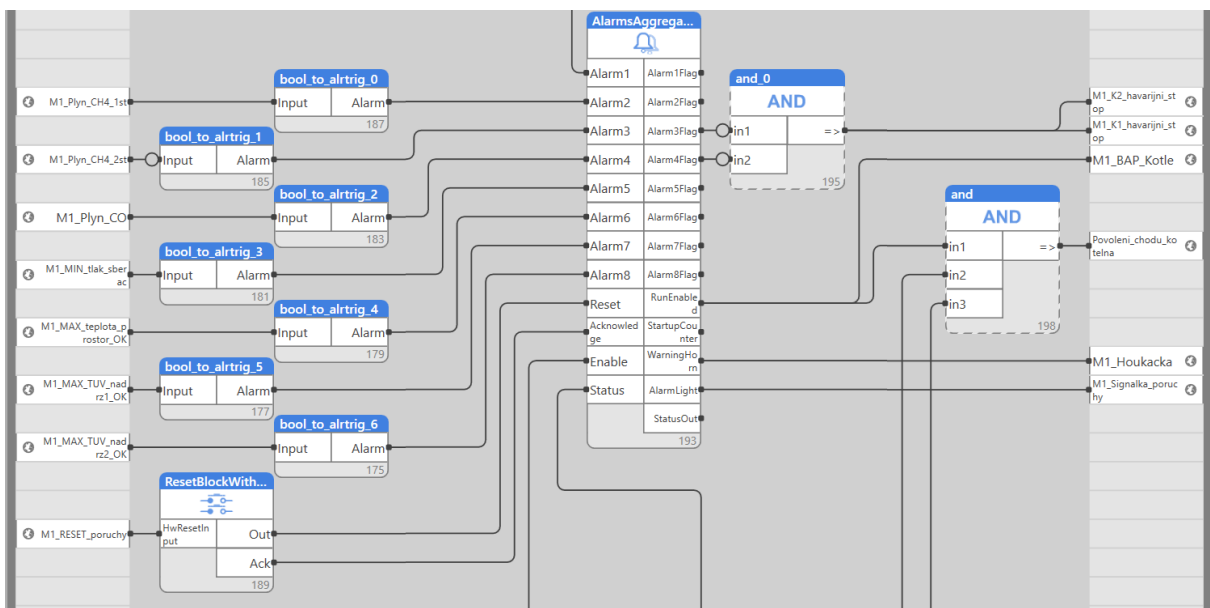 M1_Plyn_CH4_1st
M1_Plyn_CH4_2st
M1_Plyn_CO
M1_MIN_tlak_sber
ac
M1_MAX_teplota_p
rostor_OK
M1_MAX_TUV_nad
rz1_OK
M1_MAX_TUV_nad
rz2_OK
M1_RESET_poruchy
bool_to_alrtrig_0
Input Alarm
187
bool_to_alrtrig_1
Input Alarm
185
bool_to_alrtrig_2
Input Alarm
183
bool_to_alrtrig_3
Input Alarm
181
bool_to_alrtrig_4
Input Alarm
179
bool_to_alrtrig_5
Input Alarm
177
bool_to_alrtrig_6
Input Alarm
175
ResetBlockWith...
HwResetIn
put
Out
Ack
189
AlarmsAggrega...
Alarm1 Alarm1Flag
Alarm2 Alarm2Flag
Alarm3 Alarm3Flag
Alarm4 Alarm4Flag
Alarm5 Alarm5Flag
Alarm6 Alarm6Flag
Alarm7 Alarm7Flag
Alarm8 Alarm8Flag
Reset
RunEnable
d
Acknowled
ge
StartupCou
nter
Enable
WarningHo
rn
Status AlarmLight
StatusOut
193
and_0
AND
in1 =>
in2
195
and
AND
in1 =>
in2
in3
198
M1_K2_havarijni_st
op
M1_K1_havarijni_st
op
M1_BAP_Kotle
Povoleni_chodu_ko
telna
M1_Houkacka
M1_Signalka_poruc
hy